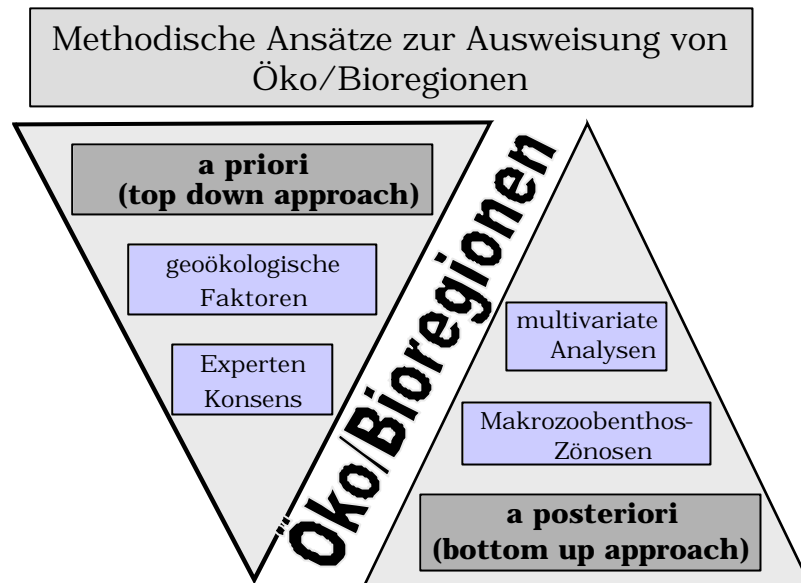 Methodische Ansätze zur Ausweisung von
Öko/Bioregionen
a priori
(top down approach)
geoökologische
Faktoren
Experten
Konsens
Öko/Bioregionen
multivariate
Analysen
Makrozoobenthos-
Zönosen
a posteriori
(bottom up approach)